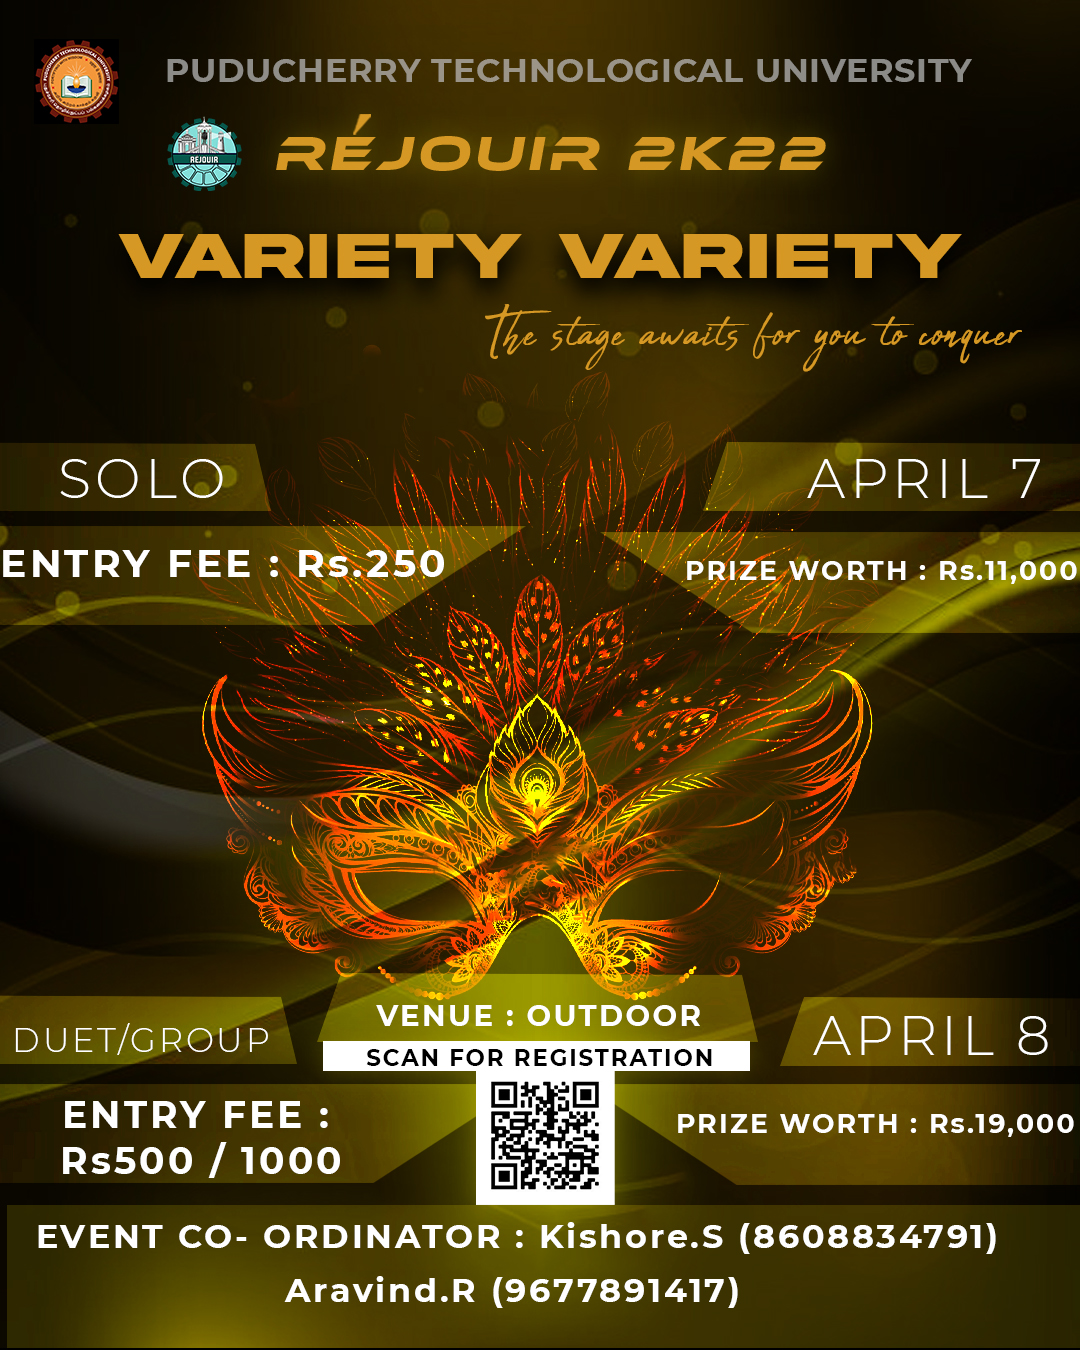 PUDUCHERRY TECHNOLOGICAL UNIVERSITY
RÉJOUIR
RÉJOUIR 2K22
VARIETY VARIETY
The stage awaits for you to conquer
SOLO
APRIL 7
ENTRY FEE : Rs.250
PRIZE WORTH : Rs.11,000
VENUE : OUTDOOR
SCAN FOR REGISTRATION
DUET/GROUP
APRIL 8
ENTRY FEE :
Rs500 / 1000
PRIZE WORTH : Rs.19,000
EVENT CO- ORDINATOR : Kishore.S (8608834791)
Aravind.R (9677891417)